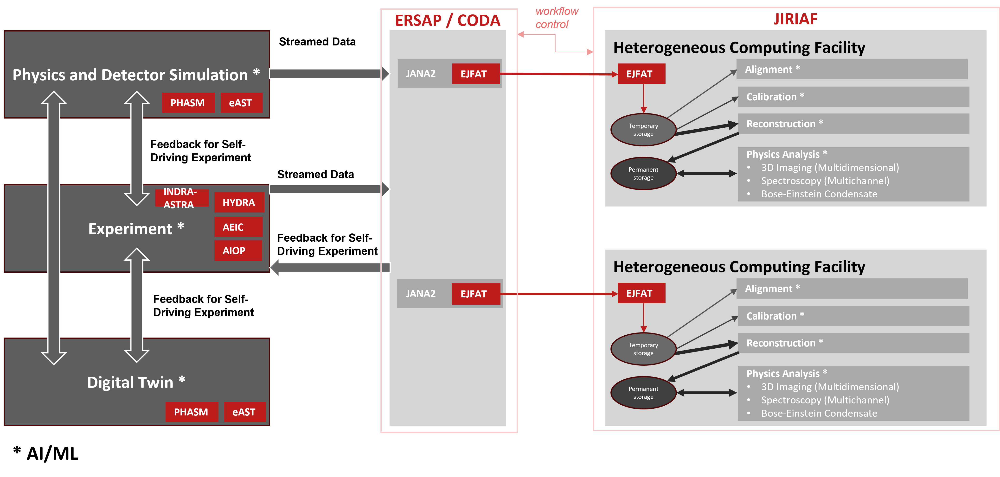 workflow
control
ERSAP / CODA
JIRIAF
Streamed Data
Physics and Detector Simulation *
PHASM
eAST
JANA2
EJFAT
Heterogeneous Computing Facility
EJFAT
Alignment *
Calibration *
Reconstruction *
Temporary
storage
Permanent
storage
Physics Analysis *
• 3D Imaging (Multidimensional)
• Spectroscopy (Multichannel)
• Bose-Einstein Condensate
Feedback for Self-
Driving Experiment
Streamed Data
INDRA-
ASTRA
HYDRA
Experiment *
AEIC
AIOP
Feedback for Self-
Driving Experiment
JANA2
EJFAT
Heterogeneous Computing Facility
EJFAT
Alignment *
Calibration *
Reconstruction *
Temporary
storage
Permanent
storage
Physics Analysis *
• 3D Imaging (Multidimensional)
• Spectroscopy (Multichannel)
• Bose-Einstein Condensate
Feedback for Self-
Driving Experiment
Digital Twin *
PHASM
eAST
* AI/ML